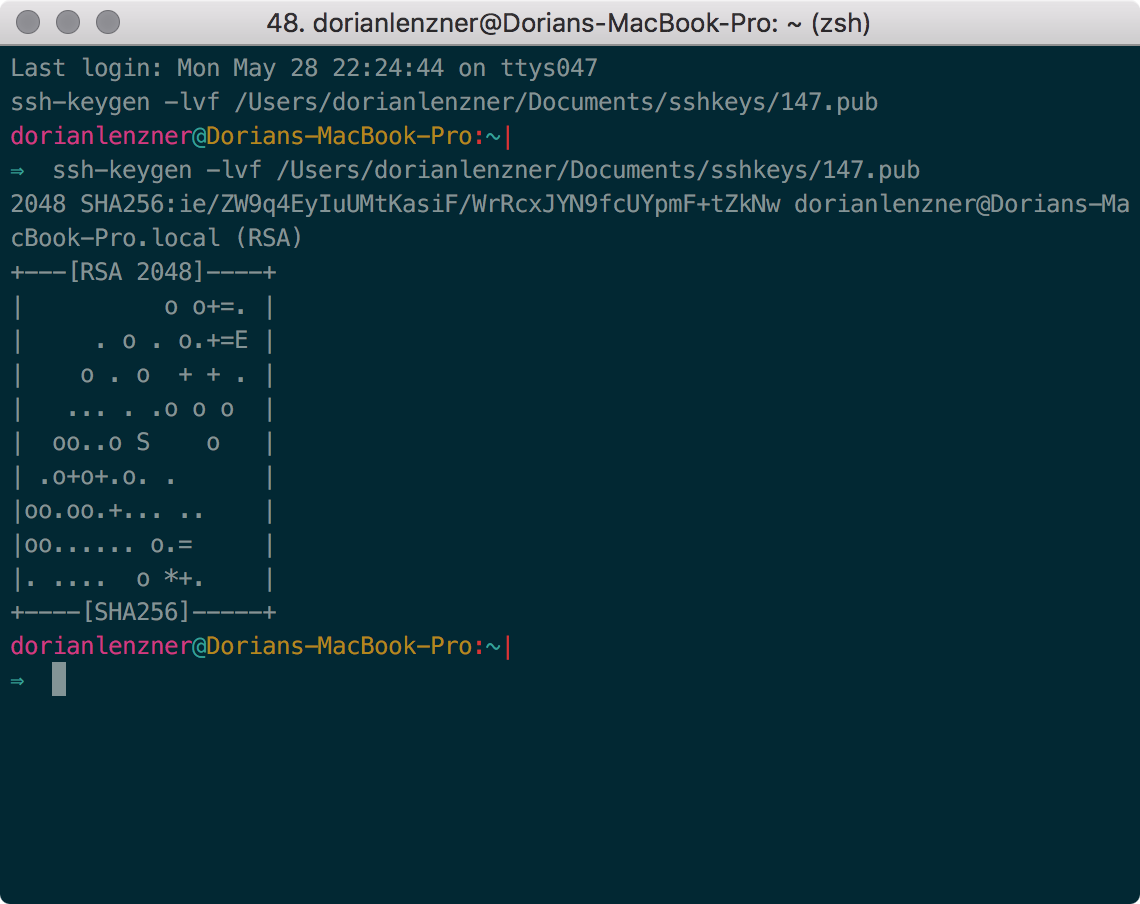 48. dorianlenzner@Dorians-MacBook-Pro: ~ (zsh)
Last login: Mon May 28 22:24:44 on ttys047
ssh-keygen -lvf /Users/dorianlenzner/Documents/sshkeys/147.pub
dorianlenzner@Dorians-MacBook-Pro:~|
⇒  ssh-keygen -lvf /Users/dorianlenzner/Documents/sshkeys/147.pub
2048 SHA256:ie/ZW9q4EyIuUMtKasiF/WrRcxJYN9fcUYpmF+tZkNw dorianlenzner@Dorians-Ma
cBook-Pro.local (RSA)
+---[RSA 2048]----+
|          o o+=. |
|     . o . o.+=E |
|    o . o  + + . |
|   ... . .o o o  |
|  oo..o S    o   |
| .o+o+.o. .      |
|oo.oo.+... ..    |
|oo...... o.=     |
|. ....  o *+.    |
+----[SHA256]-----+
dorianlenzner@Dorians-MacBook-Pro:~|
⇒